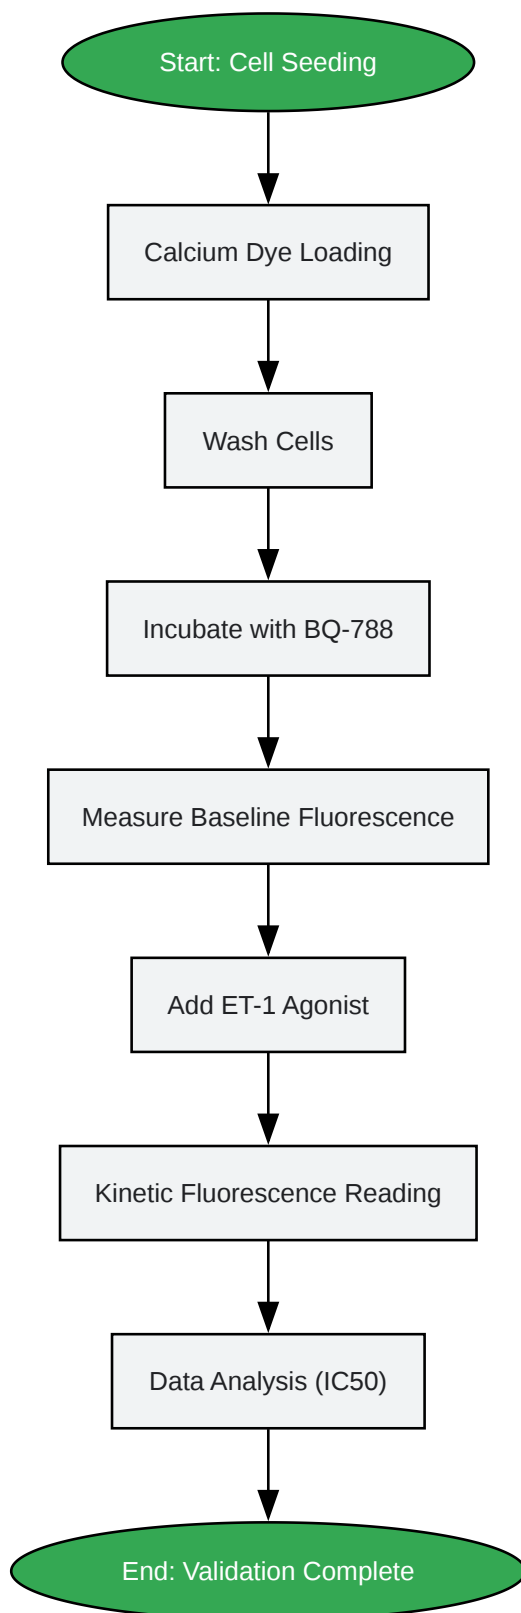 Start: Cell Seeding
Calcium Dye Loading
Wash Cells
Incubate with BQ-788
Measure Baseline Fluorescence
Add ET-1 Agonist
Kinetic Fluorescence Reading
Data Analysis (IC50)
End: Validation Complete